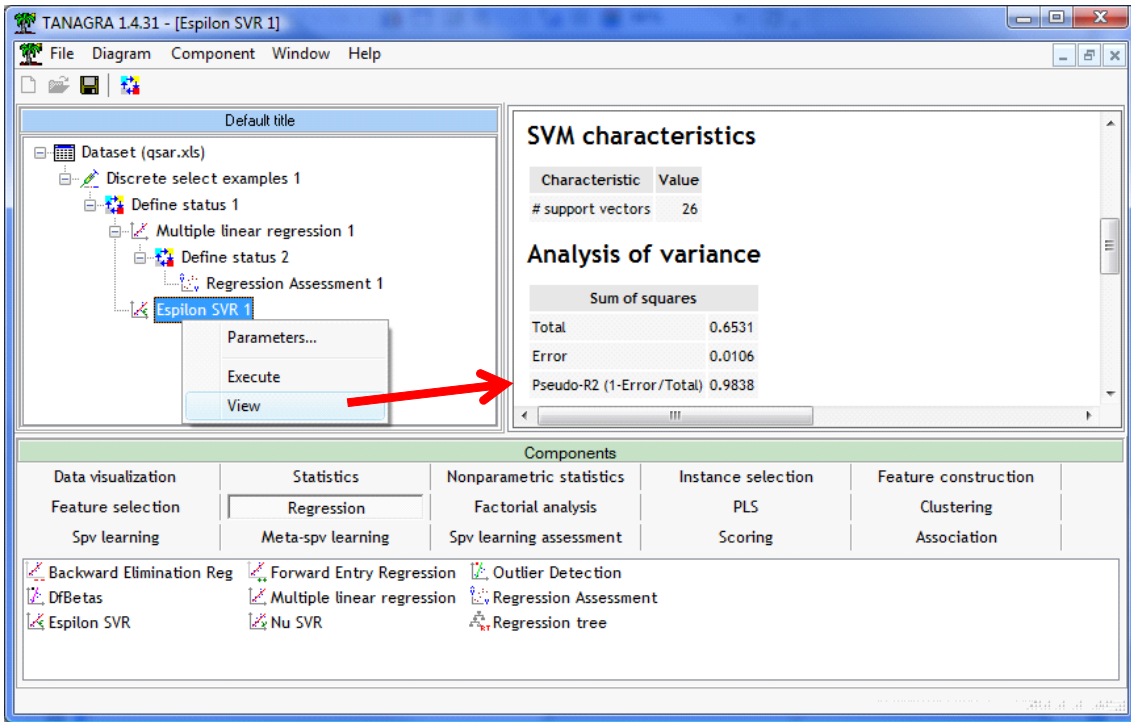 TANAGRA 1.4.31 - [Espilon SVR 1]
File Diagram Component Window Help
Default title
Dataset (qsar.xls)
Discrete select examples 1
Define status 1
Multiple linear regression 1
Define status 2
Regression Assessment 1
Espilon SVR 1
Parameters...
Execute
View
SVM characteristics
Characteristic Value
# support vectors 26
Analysis of variance
Sum of squares
Total 0.6531
Error 0.0106
Pseudo-R2 (1-Error/Total) 0.9838
Components
Data visualization Statistics Nonparametric statistics Instance selection Feature construction
Feature selection Regression Factorial analysis PLS Clustering
Spv learning Meta-spv learning Spv learning assessment Scoring Association
Backward Elimination Reg Forward Entry Regression Outlier Detection
DfBetas Multiple linear regression Regression Assessment
Espilon SVR Nu SVR Regression tree